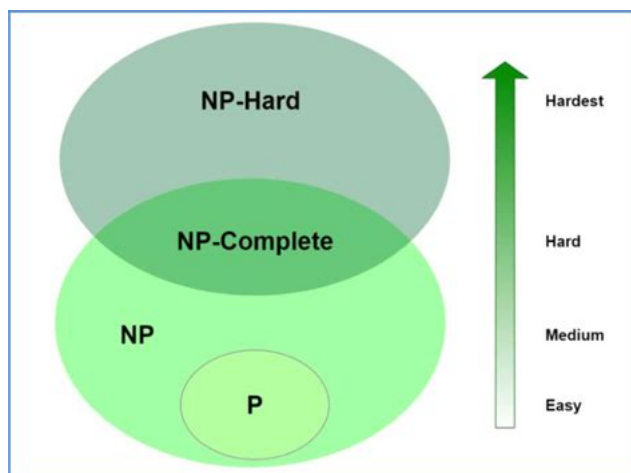 NP-Hard
Hardest
NP-Complete
Hard
NP
Medium
P
Easy